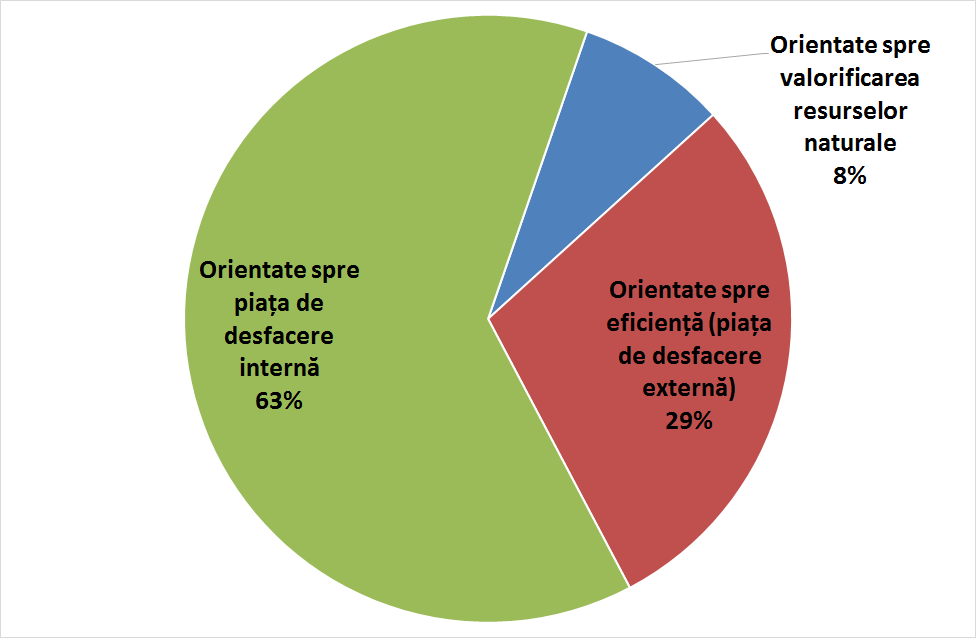 Orientate spre
valorificarea
resurselor
naturale
8%
Orientate spre
piața de
desfacere
internă
63%
Orientate spre
eficiență (piața
de desfacere
externă)
29%